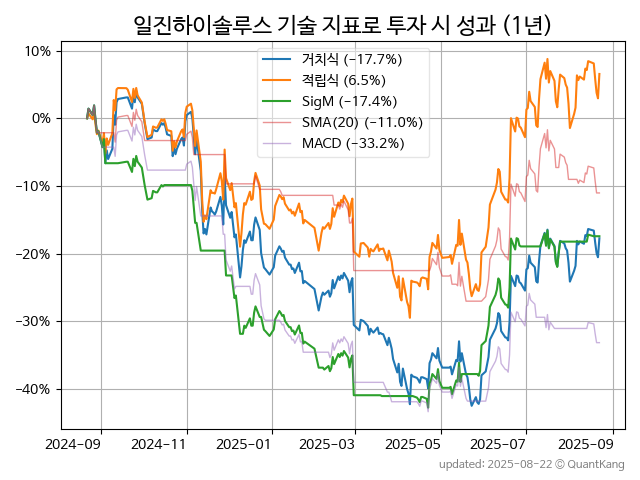 일진하이솔루스 기술 지표로 투자 시 성과 (1년)
거치식 (−17.7%)
적립식 (6.5%)
SigM (−17.4%)
SMA(20) (−11.0%)
MACD (−33.2%)
10%
0%
−10%
−20%
−30%
−40%
2024-09
2024-11
2025-01
2025-03
2025-05
2025-07
2025-09
updated: 2025-08-22 © QuantKang